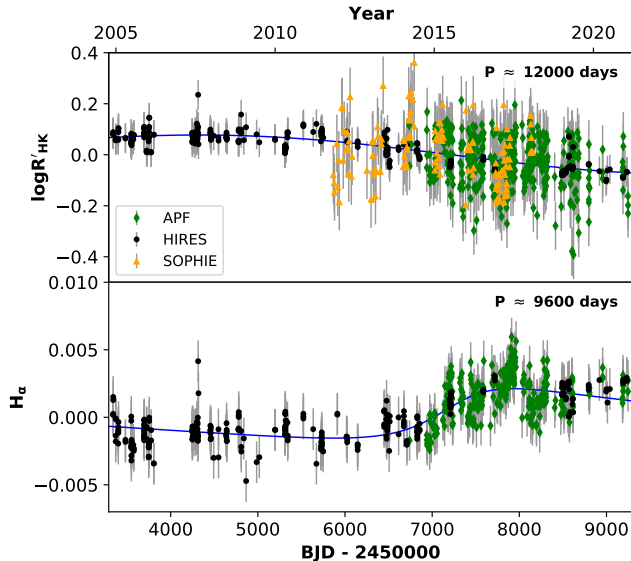 Year
2005 2010 2015 2020
0.4
0.2
0.0
−0.2
−0.4
logR′HK
P ≈ 12000 days
APF
HIRES
SOPHIE
0.010
0.005
0.000
−0.005
Hα
P ≈ 9600 days
4000 5000 6000 7000 8000 9000
BJD - 2450000